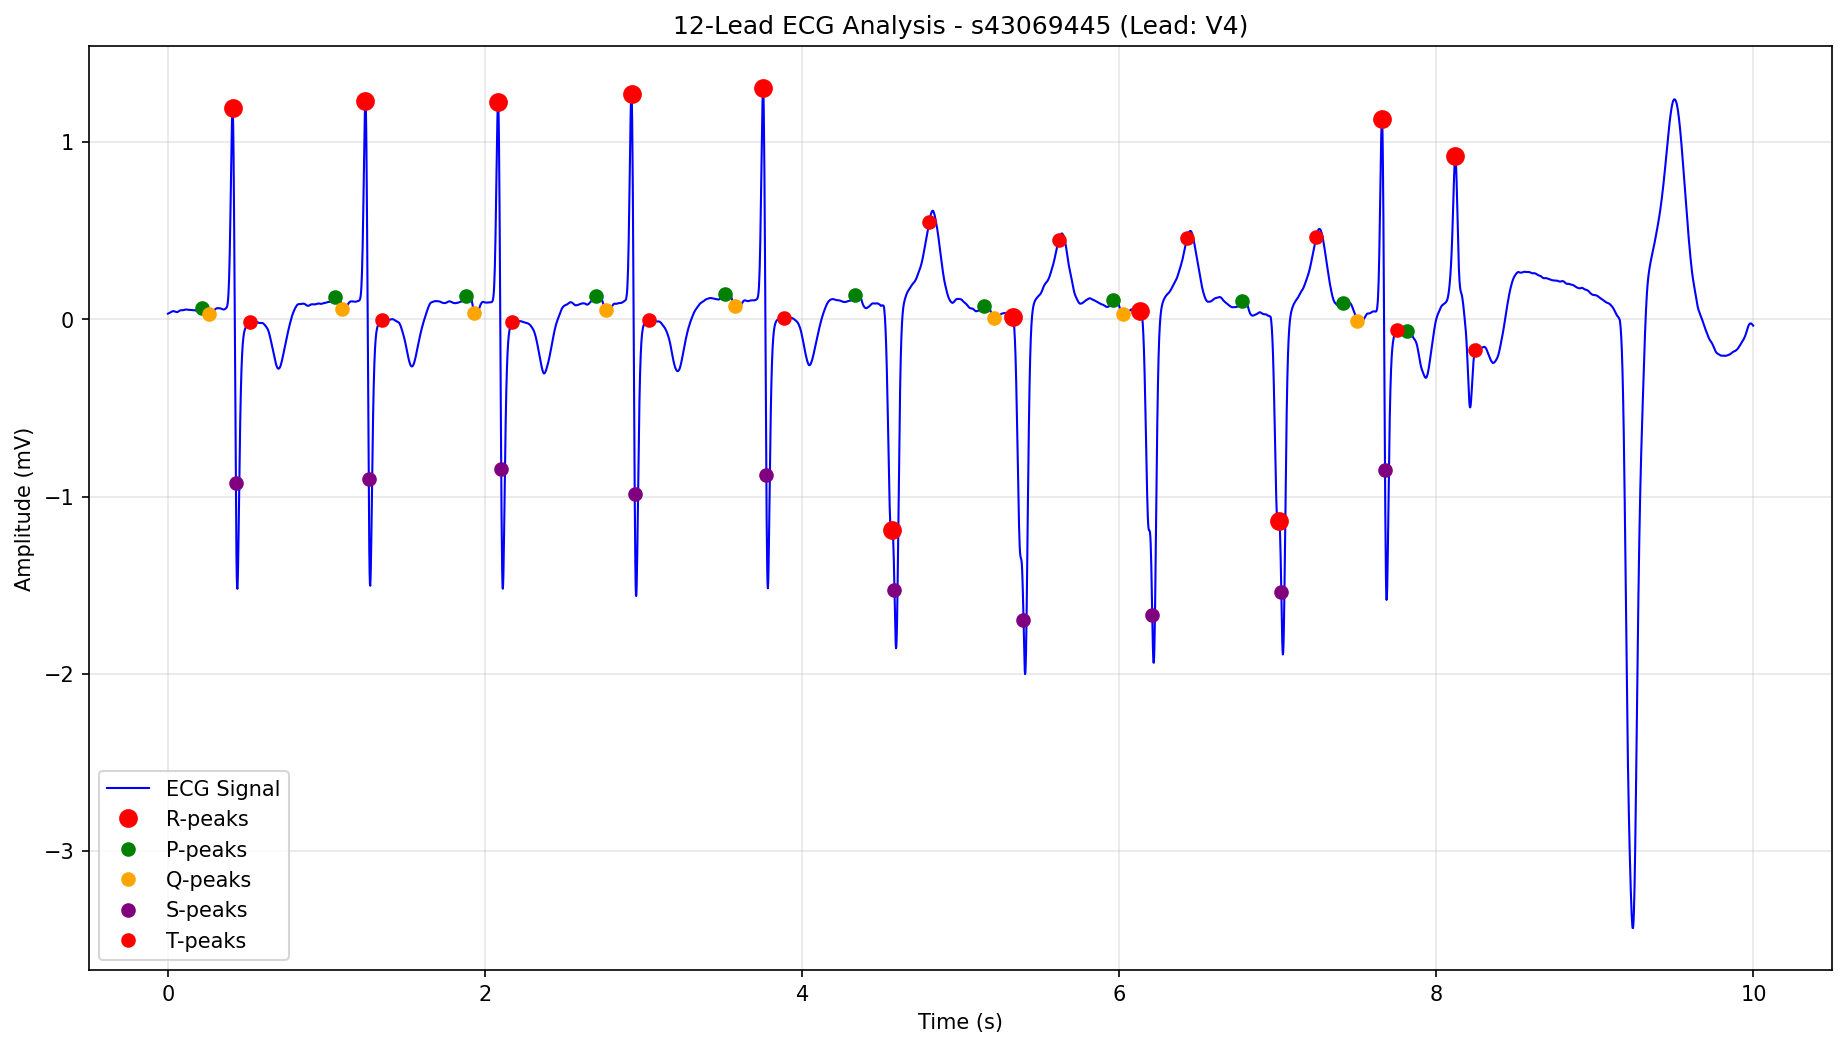 12-Lead ECG Analysis - s43069445 (Lead: V4)
Amplitude (mV)
1
0
−1
−2
−3
ECG Signal
R-peaks
P-peaks
Q-peaks
S-peaks
T-peaks
0 2 4 6 8 10
Time (s)